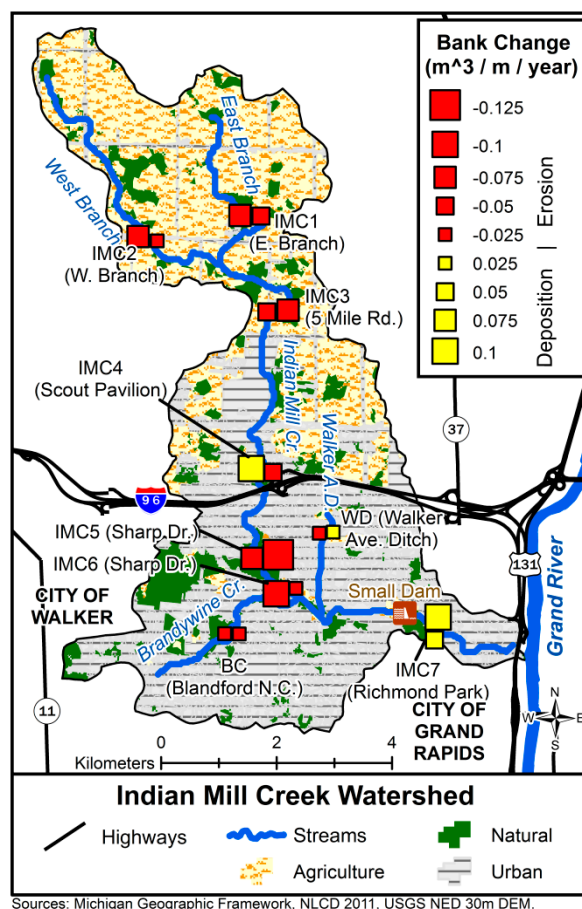 Bank Change
(m^3 / m / year)
-0.125
-0.1
-0.075
-0.05
-0.025
0.025
0.05
0.075
0.1
Erosion
|
Deposition
East Branch
West Branch
IMC1
(E. Branch)
IMC2
(W. Branch)
IMC3
(5 Mile Rd.)
IMC4
(Scout Pavilion)
Indian Mill Cr.
Walker A.D.
37
96
IMC5 (Sharp Dr.)
WD (Walker
Ave. Ditch)
IMC6 (Sharp Dr.)
131
Grand River
CITY OF
WALKER
Brandywine Cr.
Small Dam
BC
(Blandford N.C.)
IMC7
(Richmond Park)
11
CITY OF
GRAND
RAPIDS
N
W
E
S
0 2 4
Kilometers
Indian Mill Creek Watershed
Highways
Streams
Natural
Agriculture
Urban
Sources: Michigan Geographic Framework, NLCD 2011, USGS NED 30m DEM.